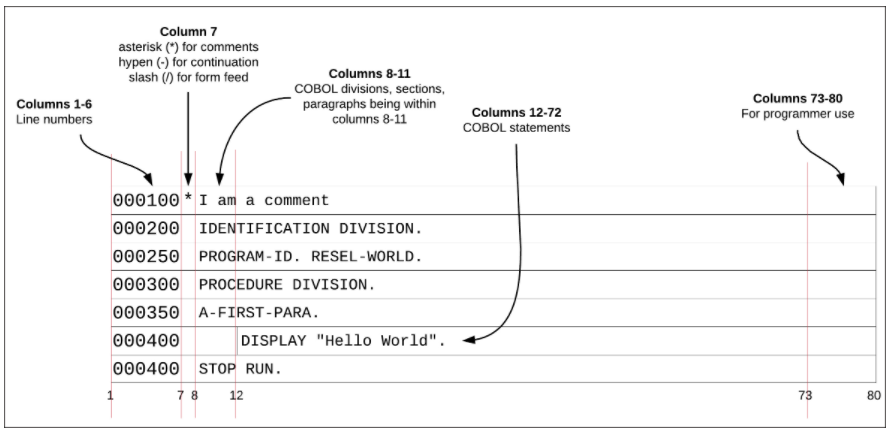 Column 7
asterisk (*) for comments
hypen (-) for continuation
slash (/) for form feed
Columns 8-11
COBOL divisions, sections,
paragraphs being within
columns 8-11
Columns 1-6
Line numbers
Columns 12-72
COBOL statements
Columns 73-80
For programmer use
000100 * I am a comment
000200 IDENTIFICATION DIVISION.
000250 PROGRAM-ID. RESEL-WORLD.
000300 PROCEDURE DIVISION.
000350 A-FIRST-PARA.
000400 DISPLAY "Hello World".
000400 STOP RUN.
1 7 8 12 73 80